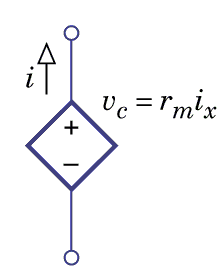 i
+
v_c = r_m i_x
−